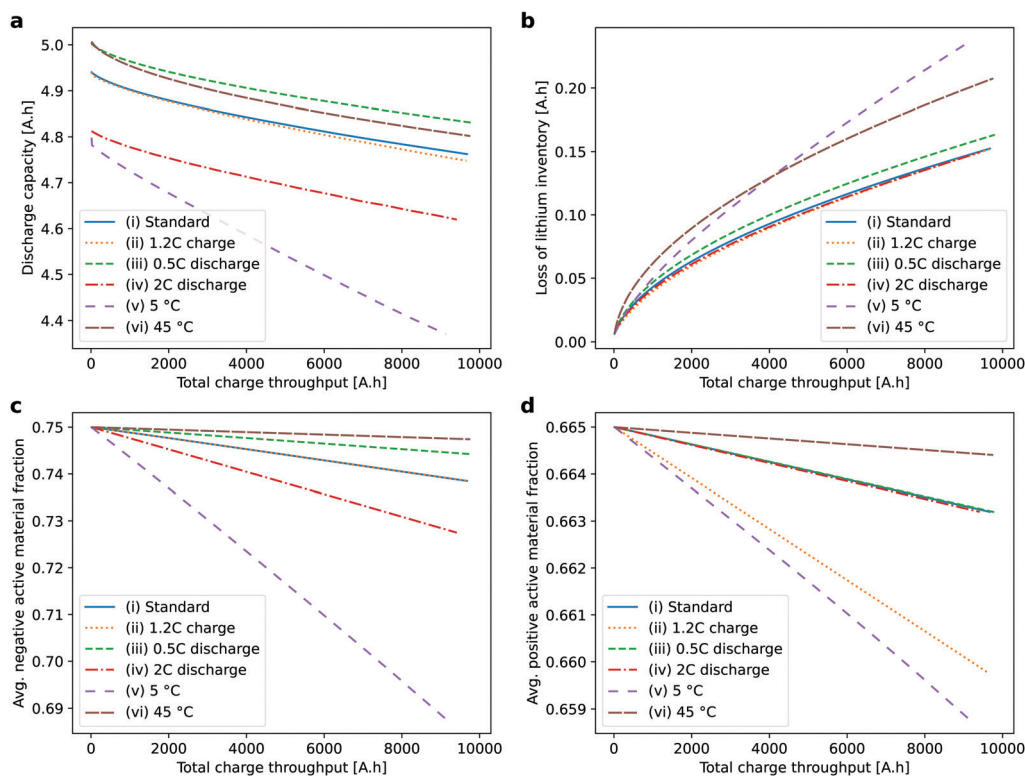 a
Discharge capacity [A.h]
5.0
4.9
4.8
4.7
4.6
4.5
4.4
(i) Standard
(ii) 1.2C charge
(iii) 0.5C discharge
(iv) 2C discharge
(v) 5 °C
(vi) 45 °C
0 2000 4000 6000 8000 10000
Total charge throughput [A.h]
b
Loss of lithium inventory [A.h]
0.20
0.15
0.10
0.05
0.00
(i) Standard
(ii) 1.2C charge
(iii) 0.5C discharge
(iv) 2C discharge
(v) 5 °C
(vi) 45 °C
0 2000 4000 6000 8000 10000
Total charge throughput [A.h]
c
Avg. negative active material fraction
0.75
0.74
0.73
0.72
0.71
0.70
0.69
(i) Standard
(ii) 1.2C charge
(iii) 0.5C discharge
(iv) 2C discharge
(v) 5 °C
(vi) 45 °C
0 2000 4000 6000 8000 10000
Total charge throughput [A.h]
d
Avg. positive active material fraction
0.665
0.664
0.663
0.662
0.661
0.660
0.659
(i) Standard
(ii) 1.2C charge
(iii) 0.5C discharge
(iv) 2C discharge
(v) 5 °C
(vi) 45 °C
0 2000 4000 6000 8000 10000
Total charge throughput [A.h]